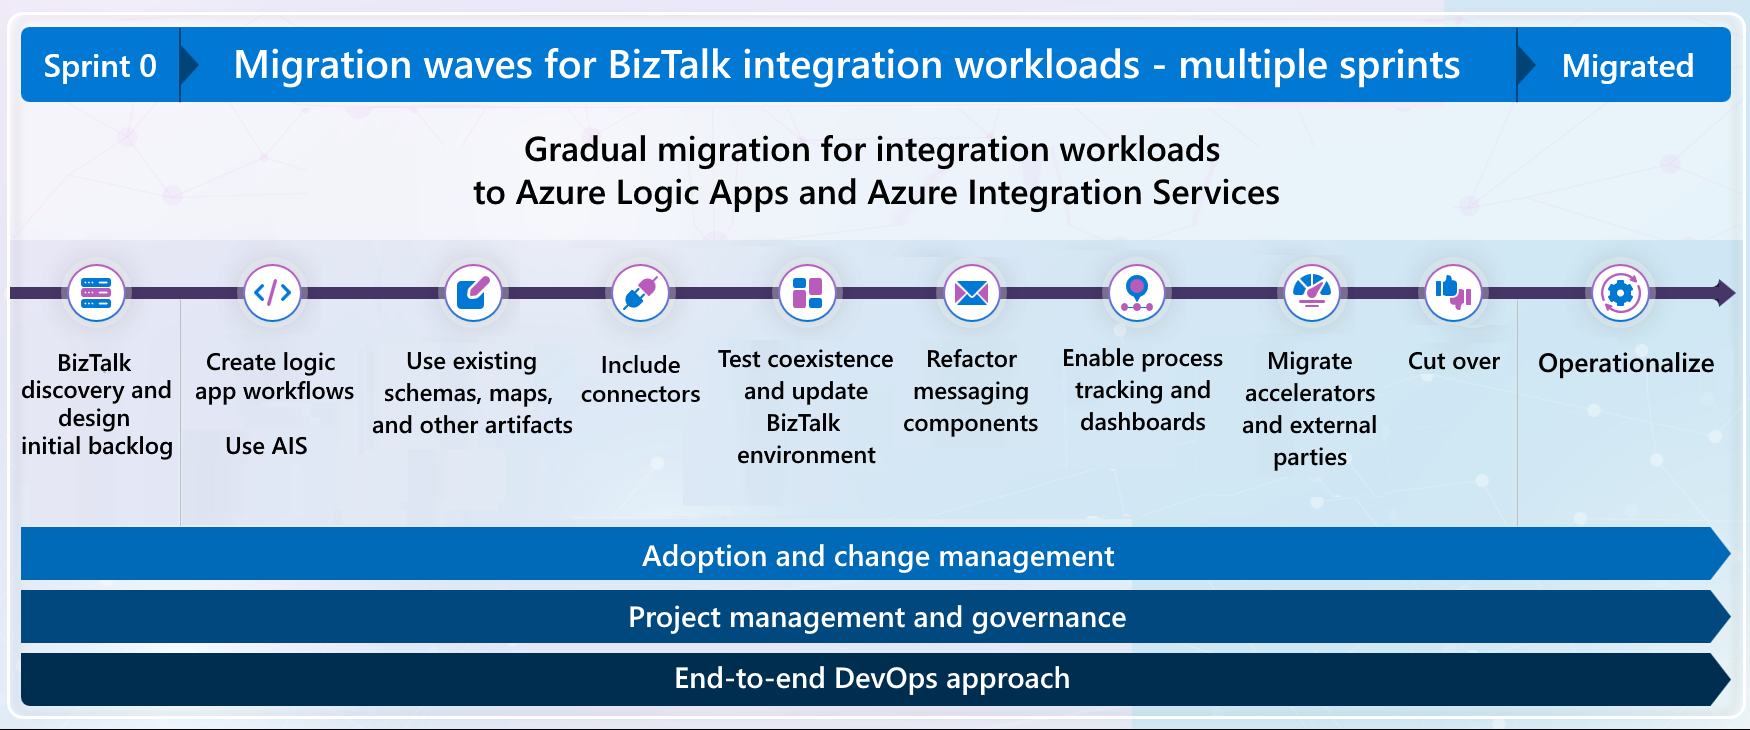 Sprint 0
Migration waves for BizTalk integration workloads - multiple sprints
Migrated
Gradual migration for integration workloads
to Azure Logic Apps and Azure Integration Services
BizTalk
discovery and
design
initial backlog
Create logic
app workflows
Use AIS
Use existing
schemas, maps,
and other artifacts
Include
connectors
Test coexistence
and update
BizTalk
environment
Refactor
messaging
components
Enable process
tracking and
dashboards
Migrate
accelerators
and external
parties
Cut over
Operationalize
Adoption and change management
Project management and governance
End-to-end DevOps approach